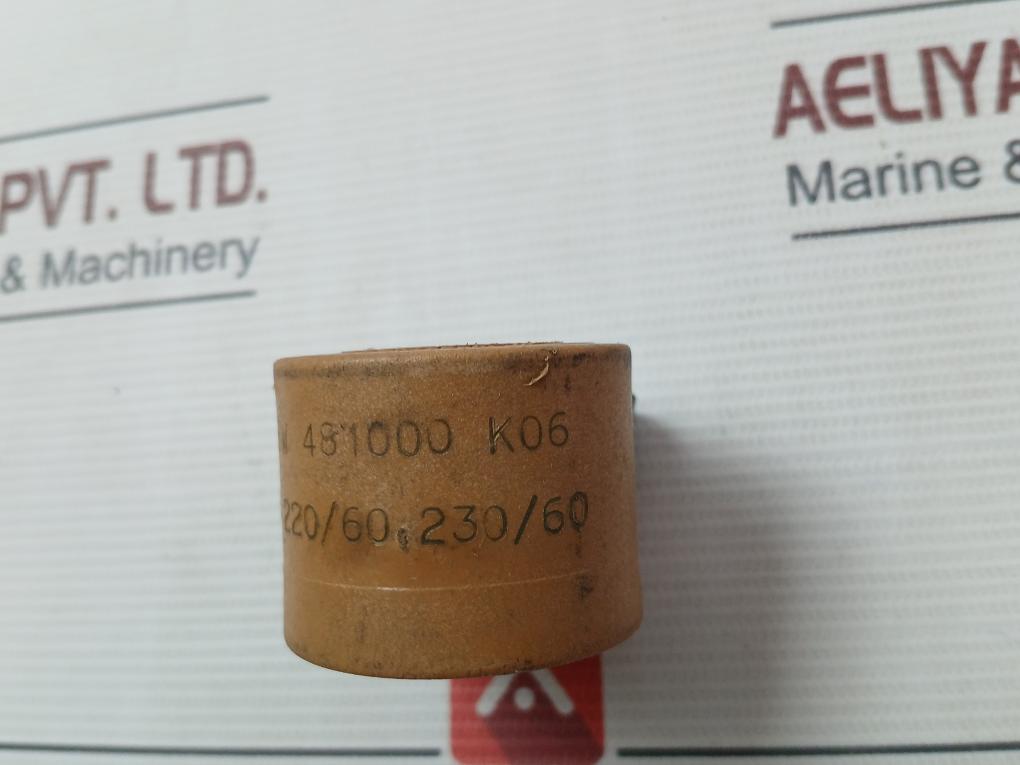 PVT. LTD.
& Machinery
AELIYA
Marine &
481000 K06
220/60,230/60